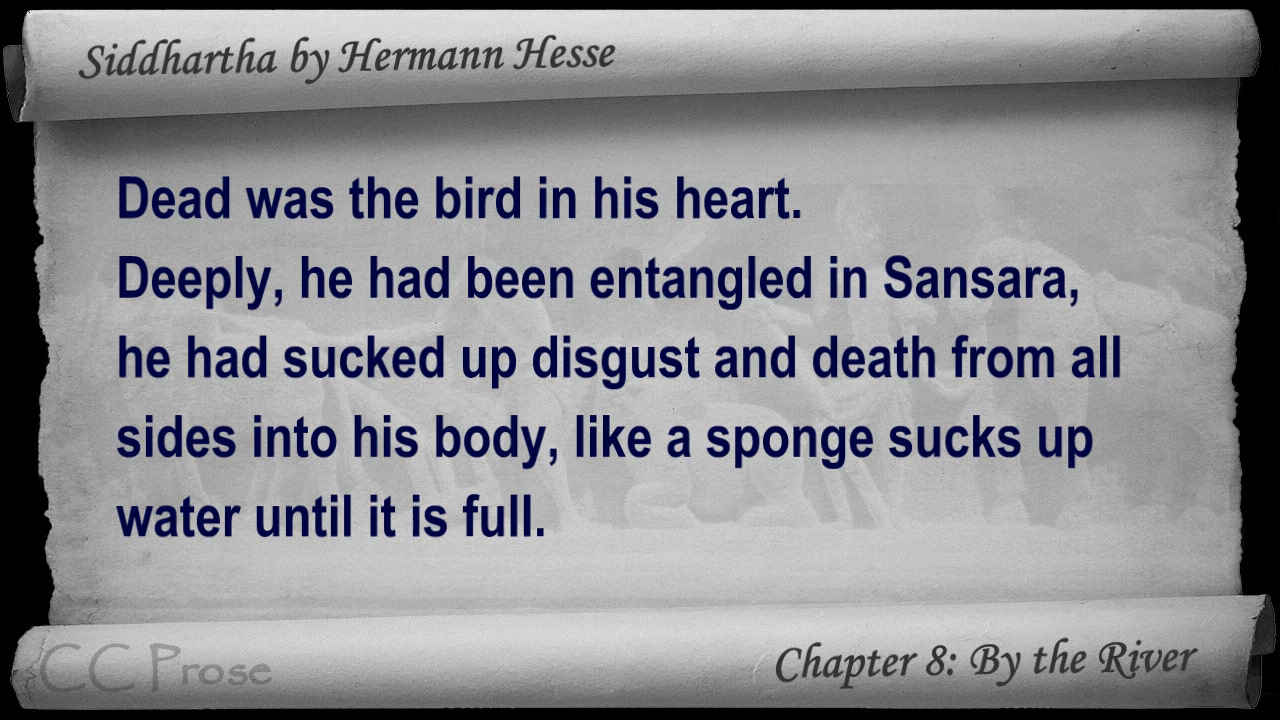 Siddhartha by Hermann Hesse
Dead was the bird in his heart.
Deeply, he had been entangled in Sansara,
he had sucked up disgust and death from all
sides into his body, like a sponge sucks up
water until it is full.
CC Prose
Chapter 8: By the River